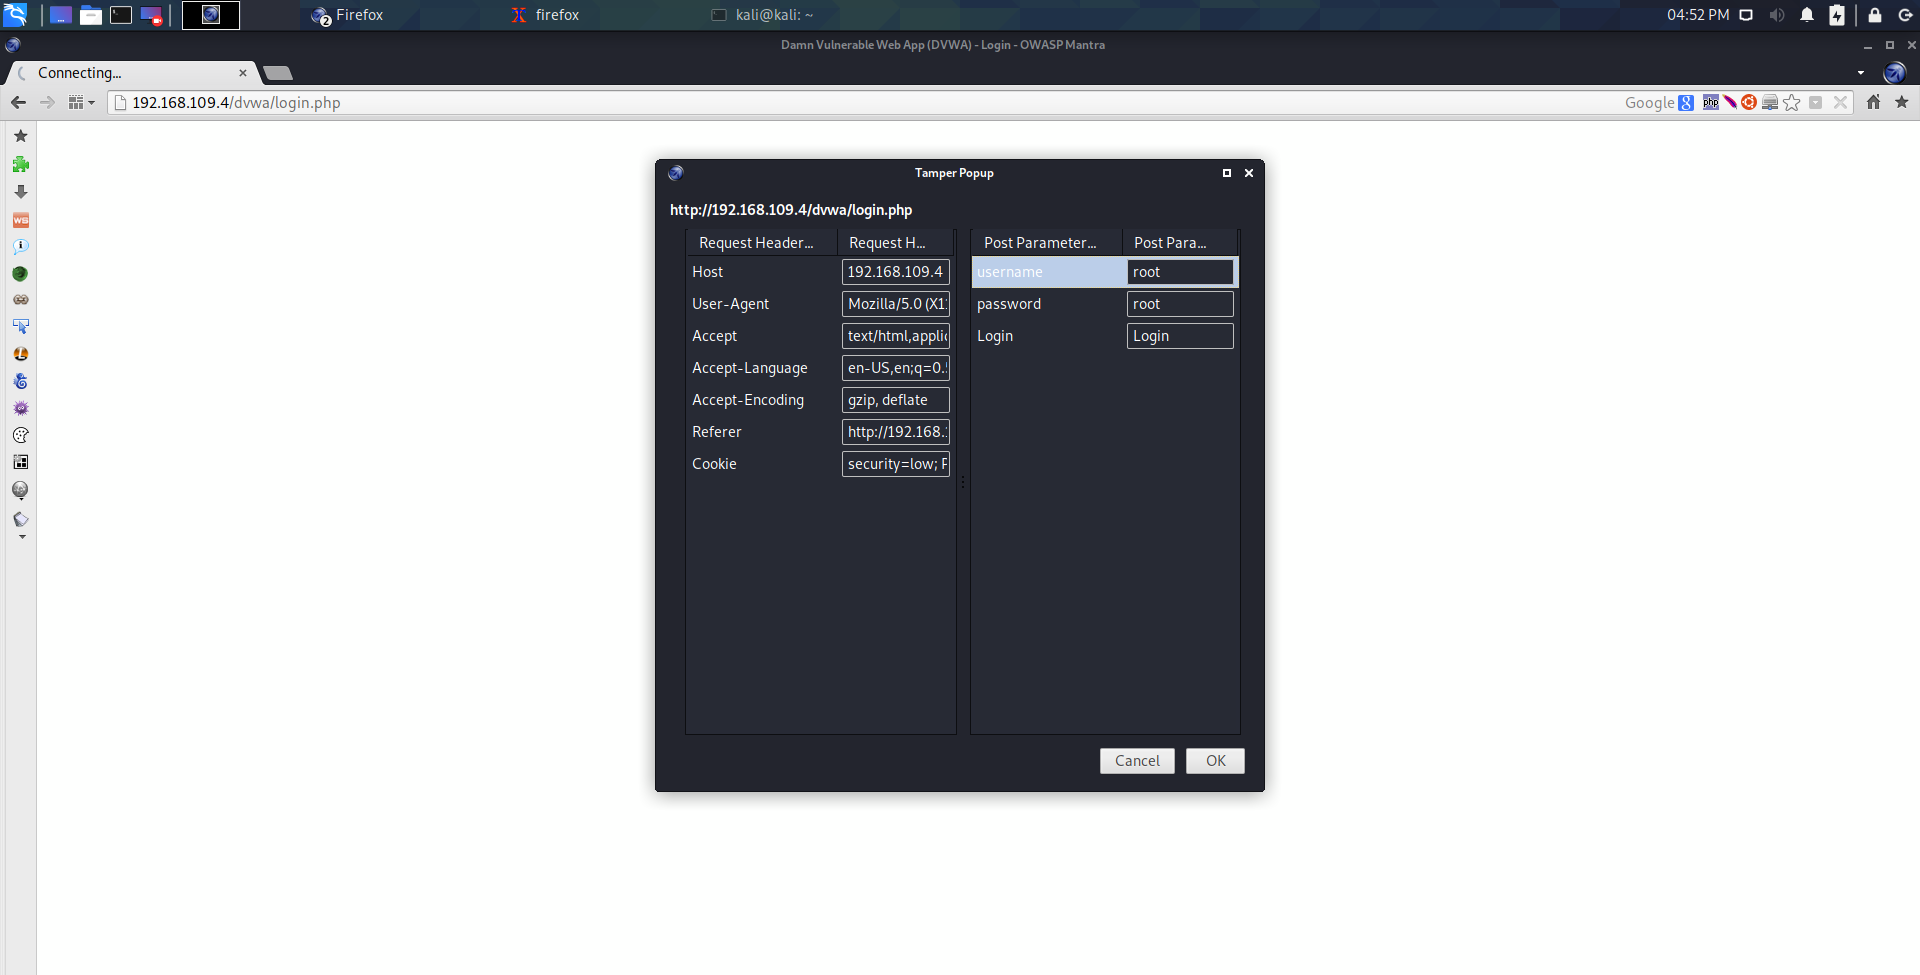 Firefox
firefox
kali@kali: ~
04:52 PM
Damn Vulnerable Web App (DVWA) - Login - OWASP Mantra
Connecting...
192.168.109.4/dvwa/login.php
Google
php
Tamper Popup
http://192.168.109.4/dvwa/login.php
Request Header... Request H... Post Parameter... Post Para...
Host 192.168.109.4 username root
User-Agent Mozilla/5.0 (X1 password root
Accept text/html,applic Login Login
Accept-Language en-US,en;q=0.5
Accept-Encoding gzip, deflate
Referer http://192.168.
Cookie security=low; P
Cancel OK